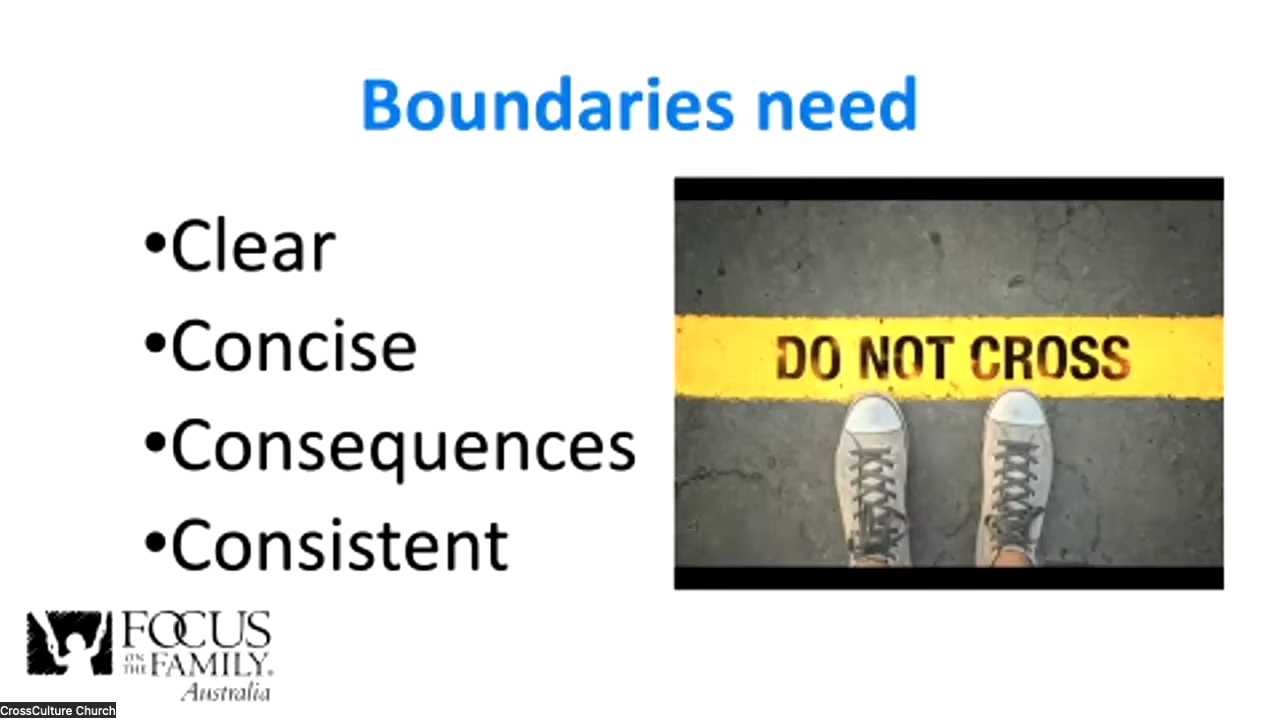 Boundaries need
•Clear
•Concise
•Consequences
•Consistent
DO NOT CROSS
FOCUS
ON THE FAMILY®
Australia
CrossCulture Church